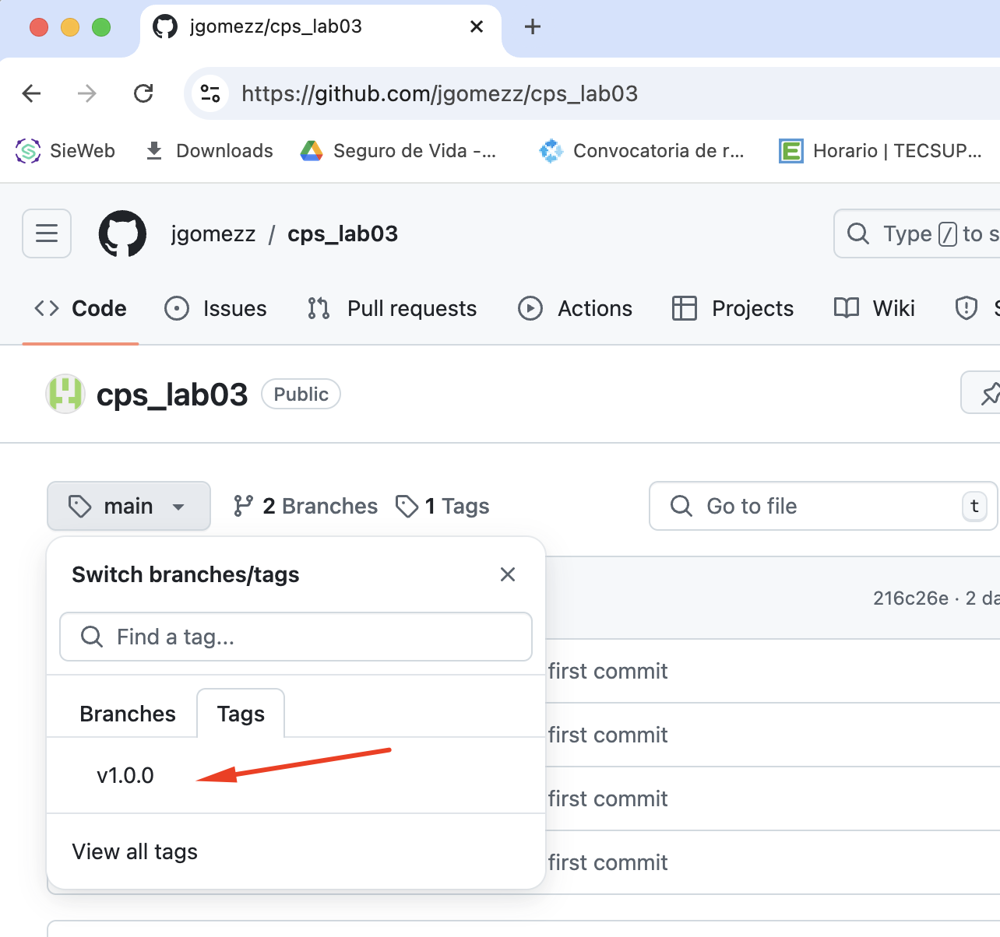 jgomezz/cps_lab03
https://github.com/jgomezz/cps_lab03
SieWeb Downloads Seguro de Vida -... Convocatoria de r... Horario | TECSUP...
jgomezz / cps_lab03 Type / to s
Code Issues Pull requests Actions Projects Wiki S
cps_lab03 Public
main 2 Branches 1 Tags Go to file t
Switch branches/tags
216c26e · 2 da
Find a tag...
first commit
Branches Tags
first commit
v1.0.0
first commit
View all tags
first commit